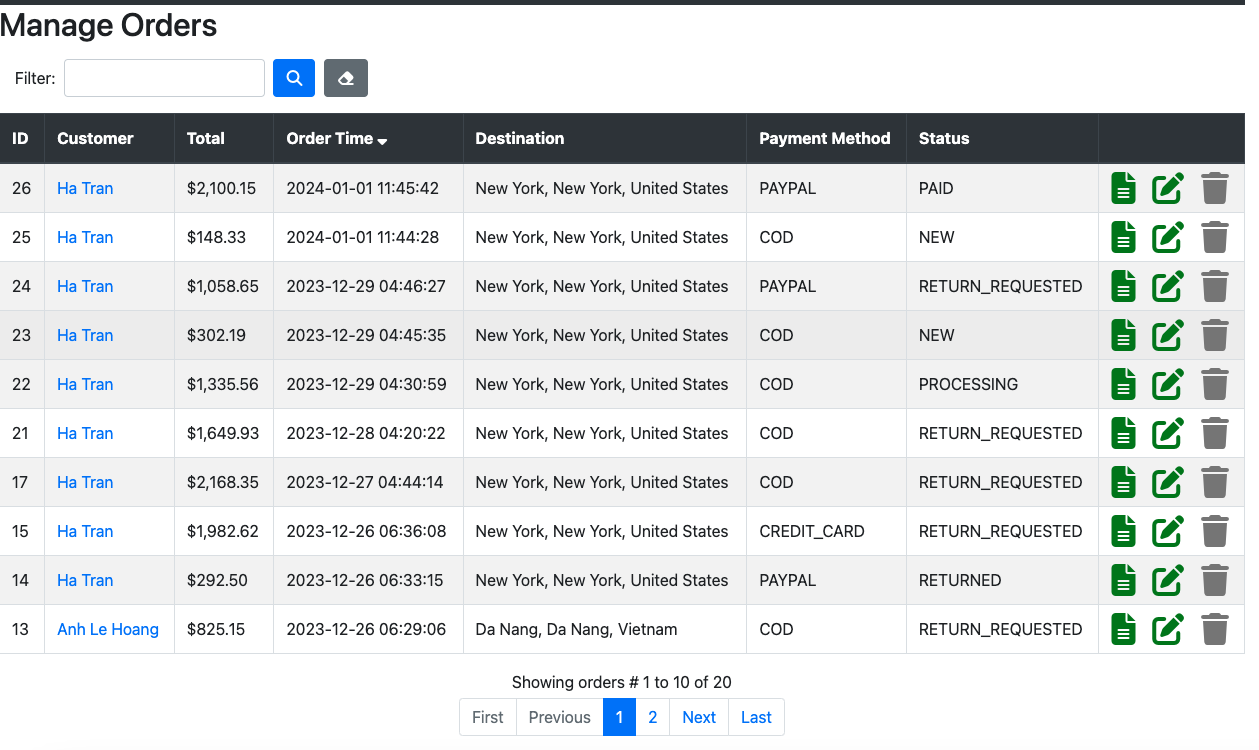 Manage Orders
Filter:
ID Customer Total Order Time Destination Payment Method Status
26 Ha Tran $2,100.15 2024-01-01 11:45:42 New York, New York, United States PAYPAL PAID
25 Ha Tran $148.33 2024-01-01 11:44:28 New York, New York, United States COD NEW
24 Ha Tran $1,058.65 2023-12-29 04:46:27 New York, New York, United States PAYPAL RETURN_REQUESTED
23 Ha Tran $302.19 2023-12-29 04:45:35 New York, New York, United States COD NEW
22 Ha Tran $1,335.56 2023-12-29 04:30:59 New York, New York, United States COD PROCESSING
21 Ha Tran $1,649.93 2023-12-28 04:20:22 New York, New York, United States COD RETURN_REQUESTED
17 Ha Tran $2,168.35 2023-12-27 04:44:14 New York, New York, United States COD RETURN_REQUESTED
15 Ha Tran $1,982.62 2023-12-26 06:36:08 New York, New York, United States CREDIT_CARD RETURN_REQUESTED
14 Ha Tran $292.50 2023-12-26 06:33:15 New York, New York, United States PAYPAL RETURNED
13 Anh Le Hoang $825.15 2023-12-26 06:29:06 Da Nang, Da Nang, Vietnam COD RETURN_REQUESTED
Showing orders # 1 to 10 of 20
First Previous 1 2 Next Last